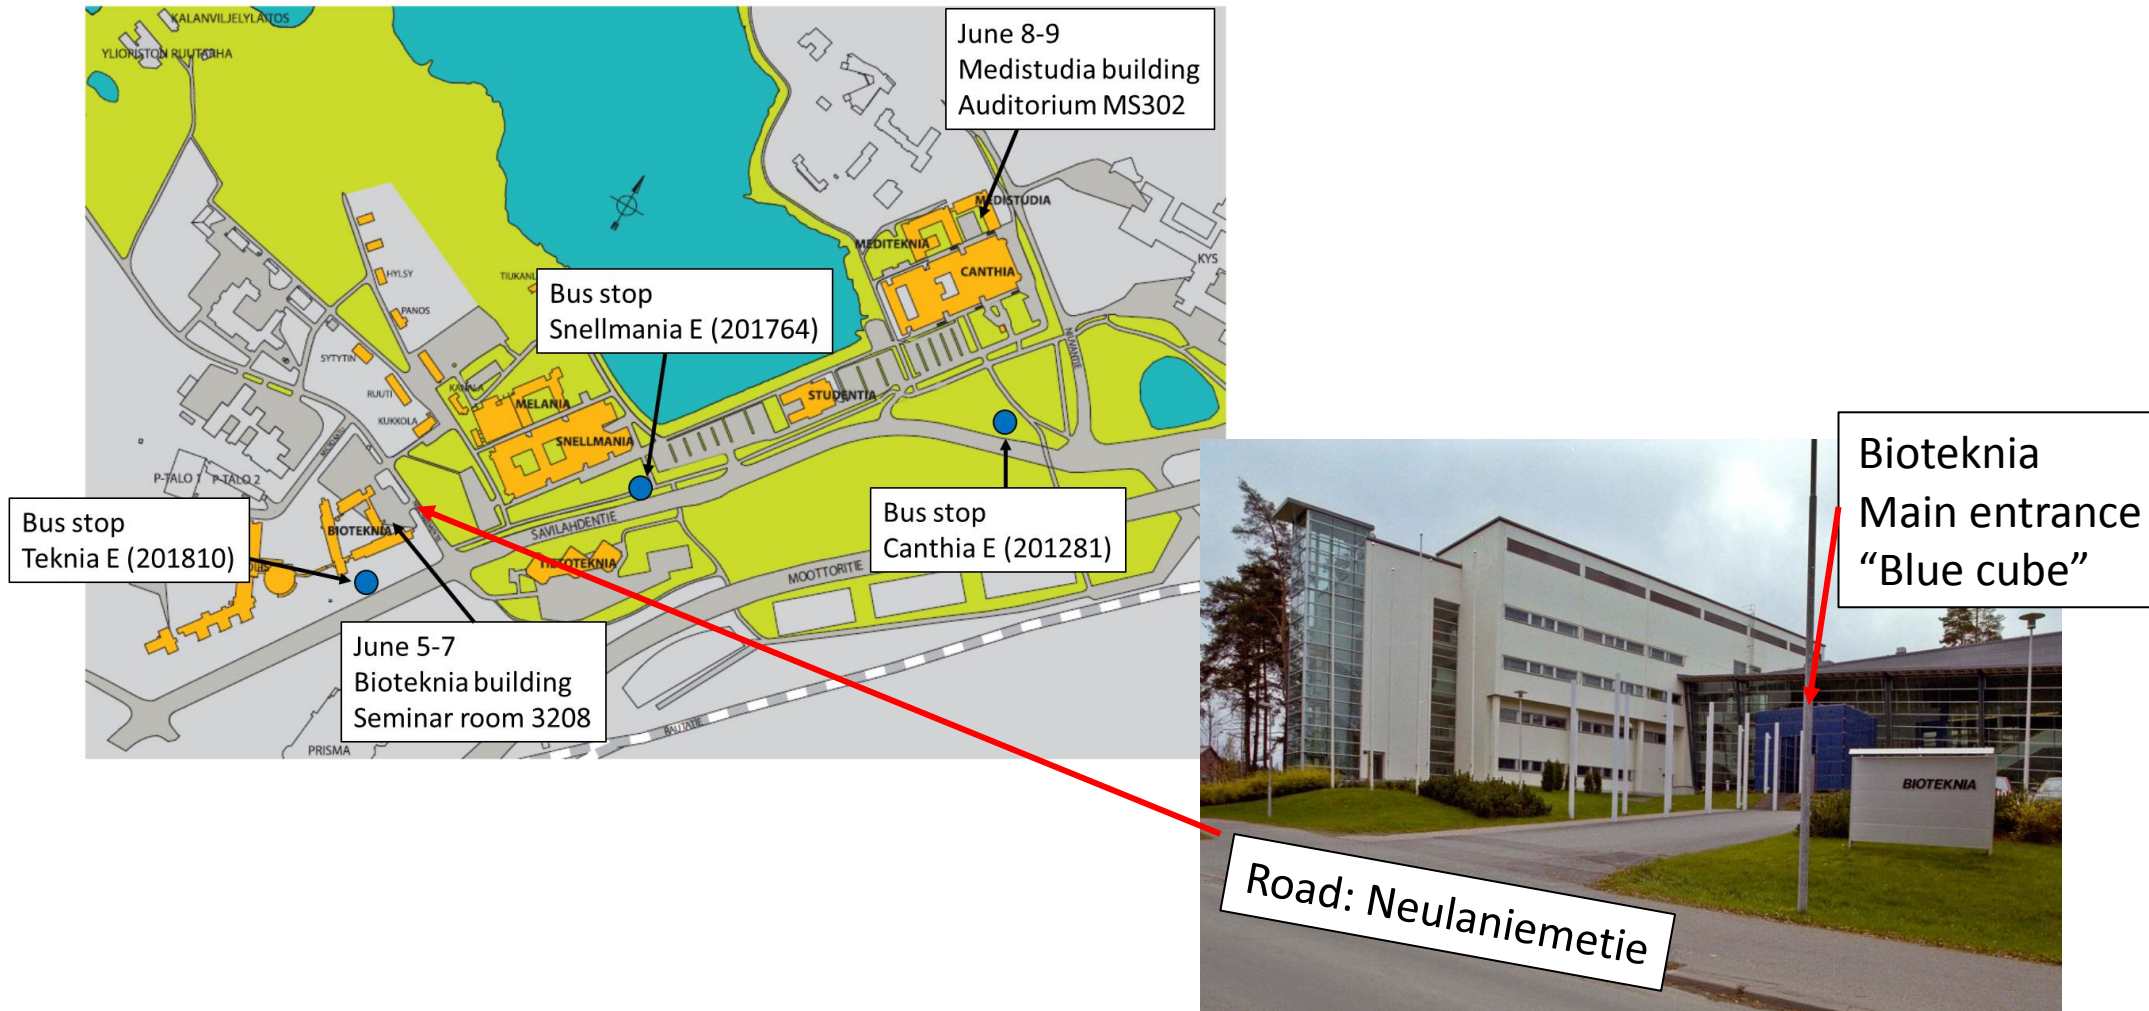 KALANVILJELYLAITOS
YLIOPISTON RUUTARHA
June 8-9
Medistudia building
Auditorium MS302
MEDISTUDIA
MEDITEKNIA
CANTHIA
KYS
HYLSY
PANOS
Bus stop
Snellmania E (201764)
SYTYTIN
RUUTI
KANALA
KUKKOLA
MELANIA
SNELLMANIA
STUDENTIA
P-TALO 1
P-TALO 2
BIOTEKNIA
SAVILAHDENTIE
MOOTTORITIE
Bus stop
Teknia E (201810)
Bus stop
Canthia E (201281)
June 5-7
Bioteknia building
Seminar room 3208
PRISMA
RAUTATIE
Bioteknia
Main entrance
“Blue cube”
BIOTEKNIA
Road: Neulaniemetie